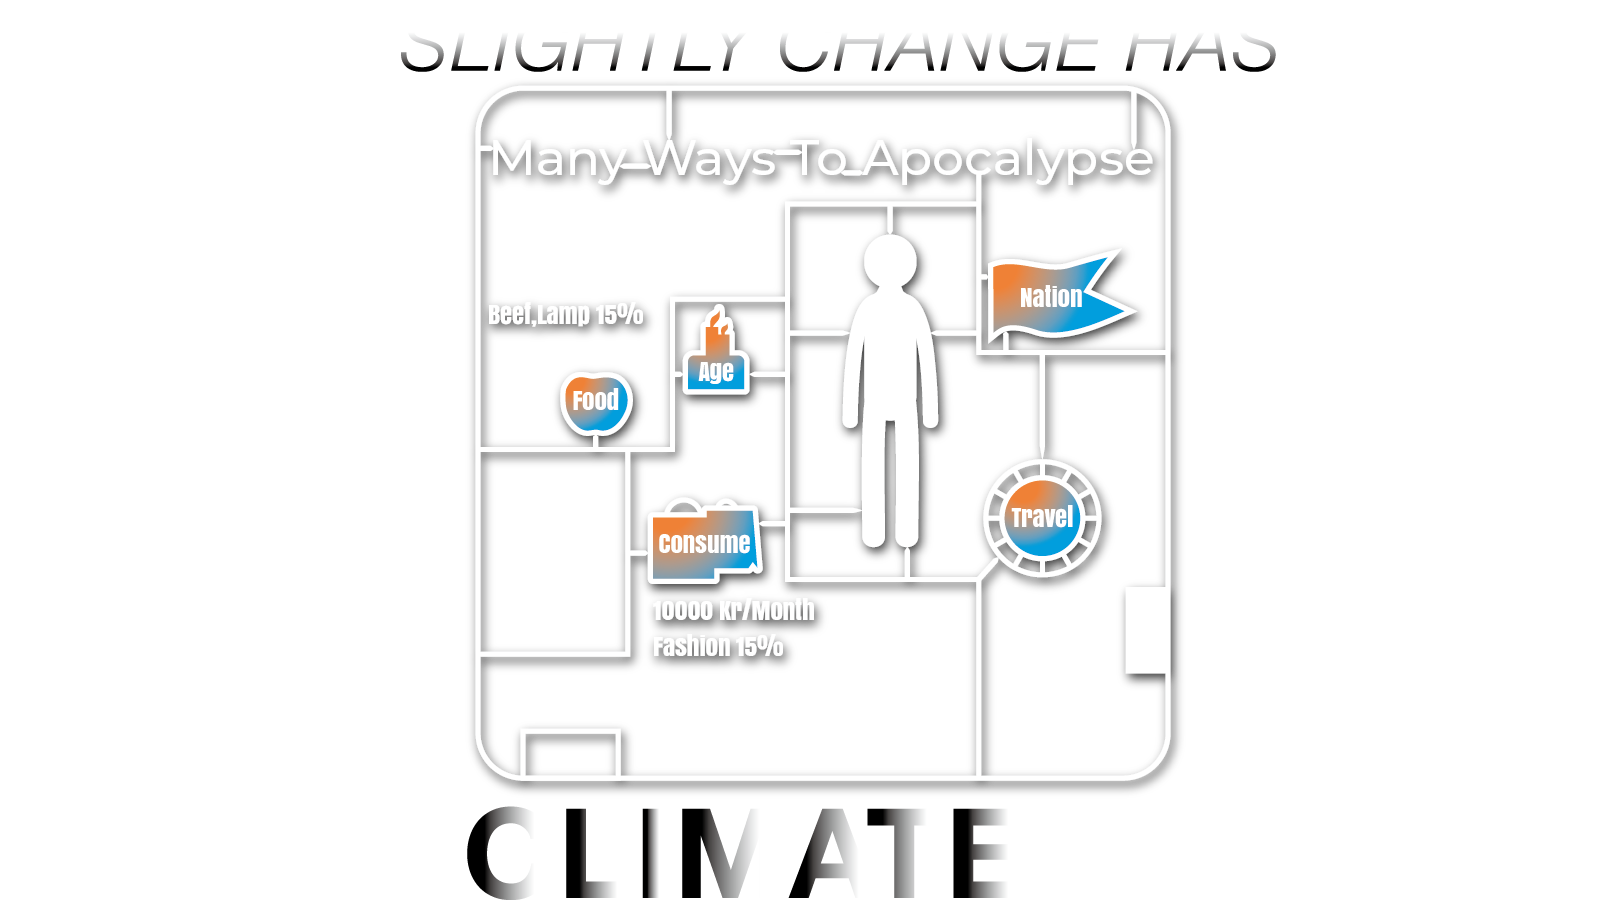 SLIGHTLY CHANGE HAS
Many Ways To Apocalypse
Nation
Beef,Lamp 15%
Age
Food
Travel
Consume
10000 Kr/Month
Fashion 15%
CLIMATE